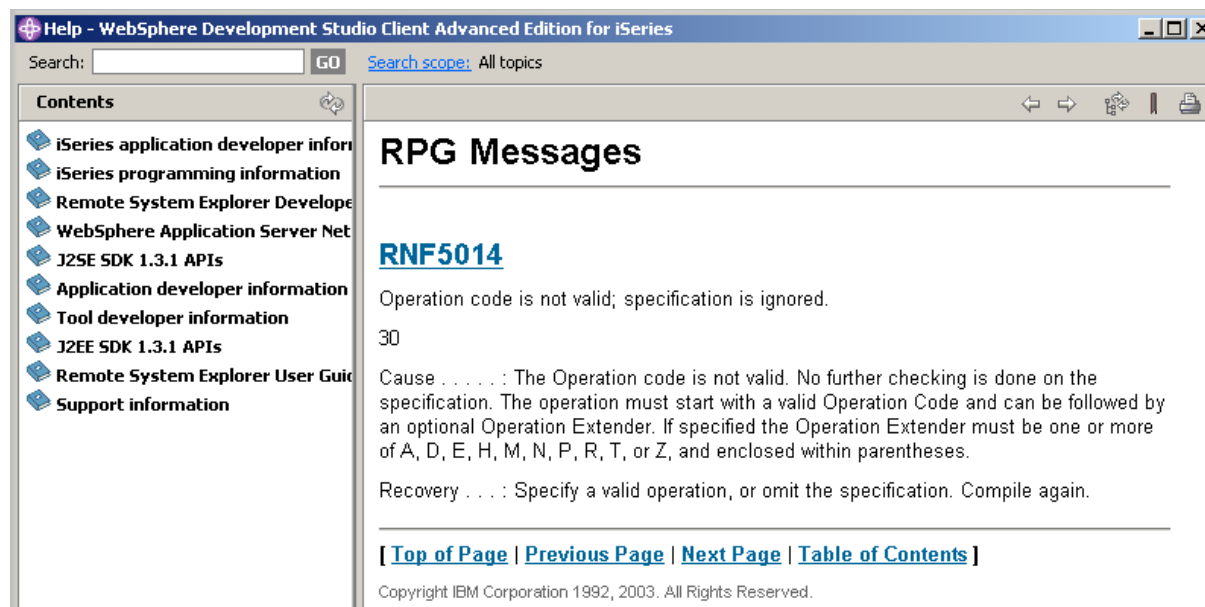 Help - WebSphere Development Studio Client Advanced Edition for iSeries
Search: GO Search scope: All topics
Contents
iSeries application developer infor
iSeries programming information
Remote System Explorer Develope
WebSphere Application Server Net
J2SE SDK 1.3.1 APIs
Application developer information
Tool developer information
J2EE SDK 1.3.1 APIs
Remote System Explorer User Guid
Support information
RPG Messages
RNF5014
Operation code is not valid; specification is ignored.
30
Cause . . . . . : The Operation code is not valid. No further checking is done on the
specification. The operation must start with a valid Operation Code and can be followed by
an optional Operation Extender. If specified the Operation Extender must be one or more
of A, D, E, H, M, N, P, R, T, or Z, and enclosed within parentheses.
Recovery . . . : Specify a valid operation, or omit the specification. Compile again.
[ Top of Page | Previous Page | Next Page | Table of Contents ]
Copyright IBM Corporation 1992, 2003. All Rights Reserved.